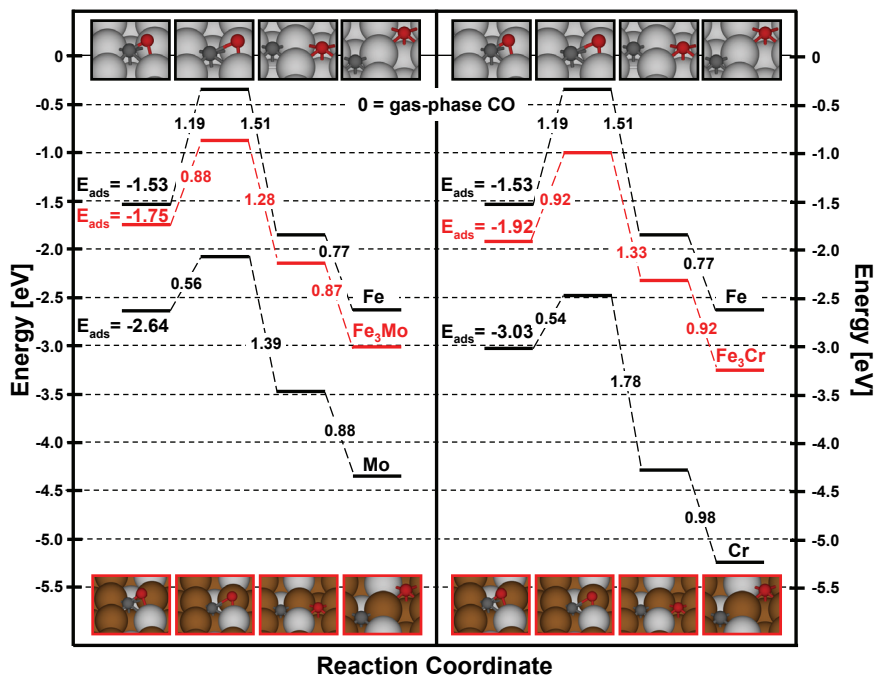 0
0
-0.5
-0.5
0 = gas-phase CO
1.19
1.51
1.19
1.51
-1.0
-1.0
0.88
0.92
1.28
E_ads = -1.53
E_ads = -1.53
-1.5
-1.5
E_ads = -1.75
E_ads = -1.92
-2.0
-2.0
0.77
1.33
0.77
0.56
0.87
-2.5
-2.5
Fe
Fe
E_ads = -2.64
0.54
Fe₃Mo
E_ads = -3.03
0.92
-3.0
-3.0
1.39
Fe₃Cr
-3.5
1.78
-3.5
0.88
-4.0
-4.0
Mo
-4.5
-4.5
0.98
-5.0
-5.0
Cr
-5.5
-5.5
Energy [eV]
Energy [eV]
Reaction Coordinate